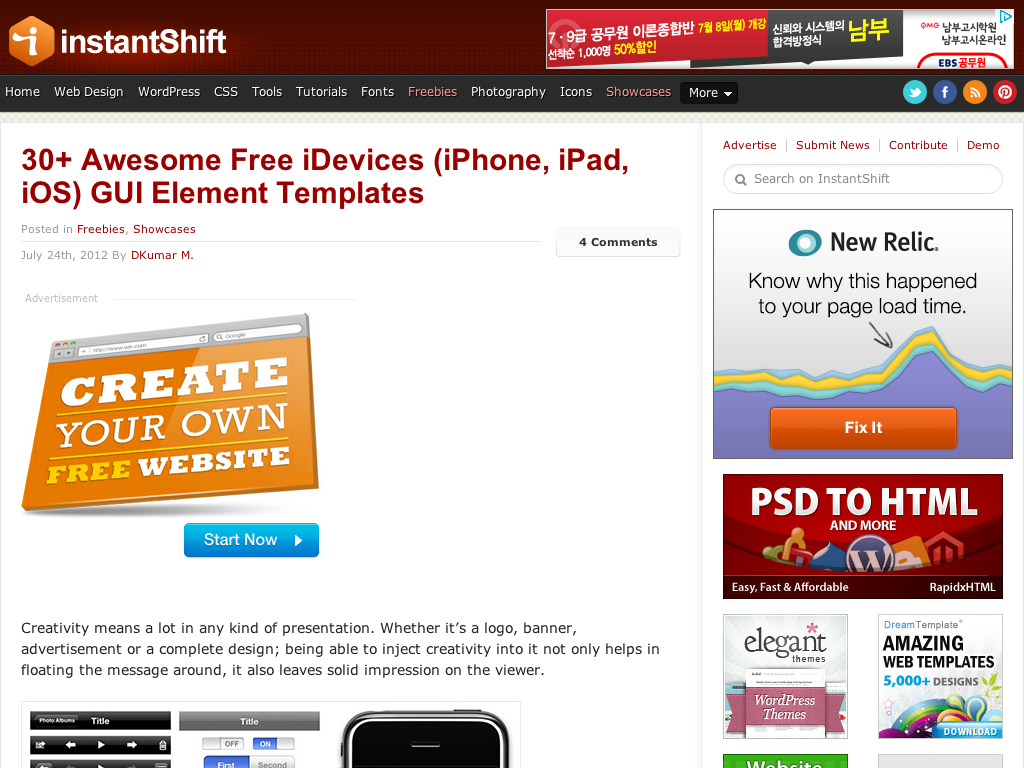 instantShift
7·9급 공무원 이론종합반 7월 8일(월) 개강
선착순 1,000명 50%할인
신뢰와 시스템의
합격방정식
남부
남부고시학원
남부고시온라인
EBS 공무원
Home Web Design WordPress CSS Tools Tutorials Fonts Freebies Photography Icons Showcases More
30+ Awesome Free iDevices (iPhone, iPad,
iOS) GUI Element Templates
Posted in Freebies, Showcases
July 24th, 2012 By DKumar M.
4 Comments
Advertisement
http://www.wix.com
Google
CREATE
YOUR OWN
FREE WEBSITE
Start Now
Creativity means a lot in any kind of presentation. Whether it’s a logo, banner,
advertisement or a complete design; being able to inject creativity into it not only helps in
floating the message around, it also leaves solid impression on the viewer.
Photo Albums Title
Title
OFF ON
First Second
Advertise Submit News Contribute Demo
Search on InstantShift
New Relic.
Know why this happened
to your page load time.
Fix It
PSD TO HTML
AND MORE
Easy, Fast & Affordable RapidxHTML
elegant
themes
WordPress
Themes
DreamTemplate
AMAZING
WEB TEMPLATES
5,000+ DESIGNS
DOWNLOAD
Website